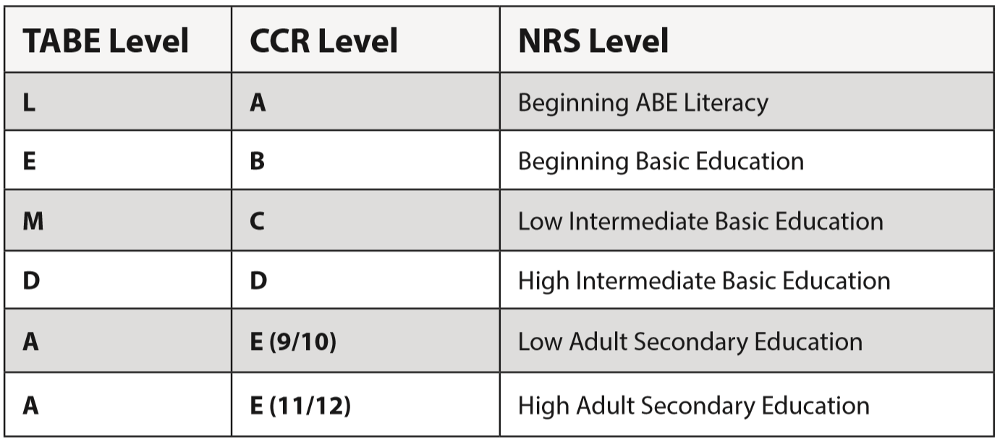 TABE Level CCR Level NRS Level
L A Beginning ABE Literacy
E B Beginning Basic Education
M C Low Intermediate Basic Education
D D High Intermediate Basic Education
A E (9/10) Low Adult Secondary Education
A E (11/12) High Adult Secondary Education